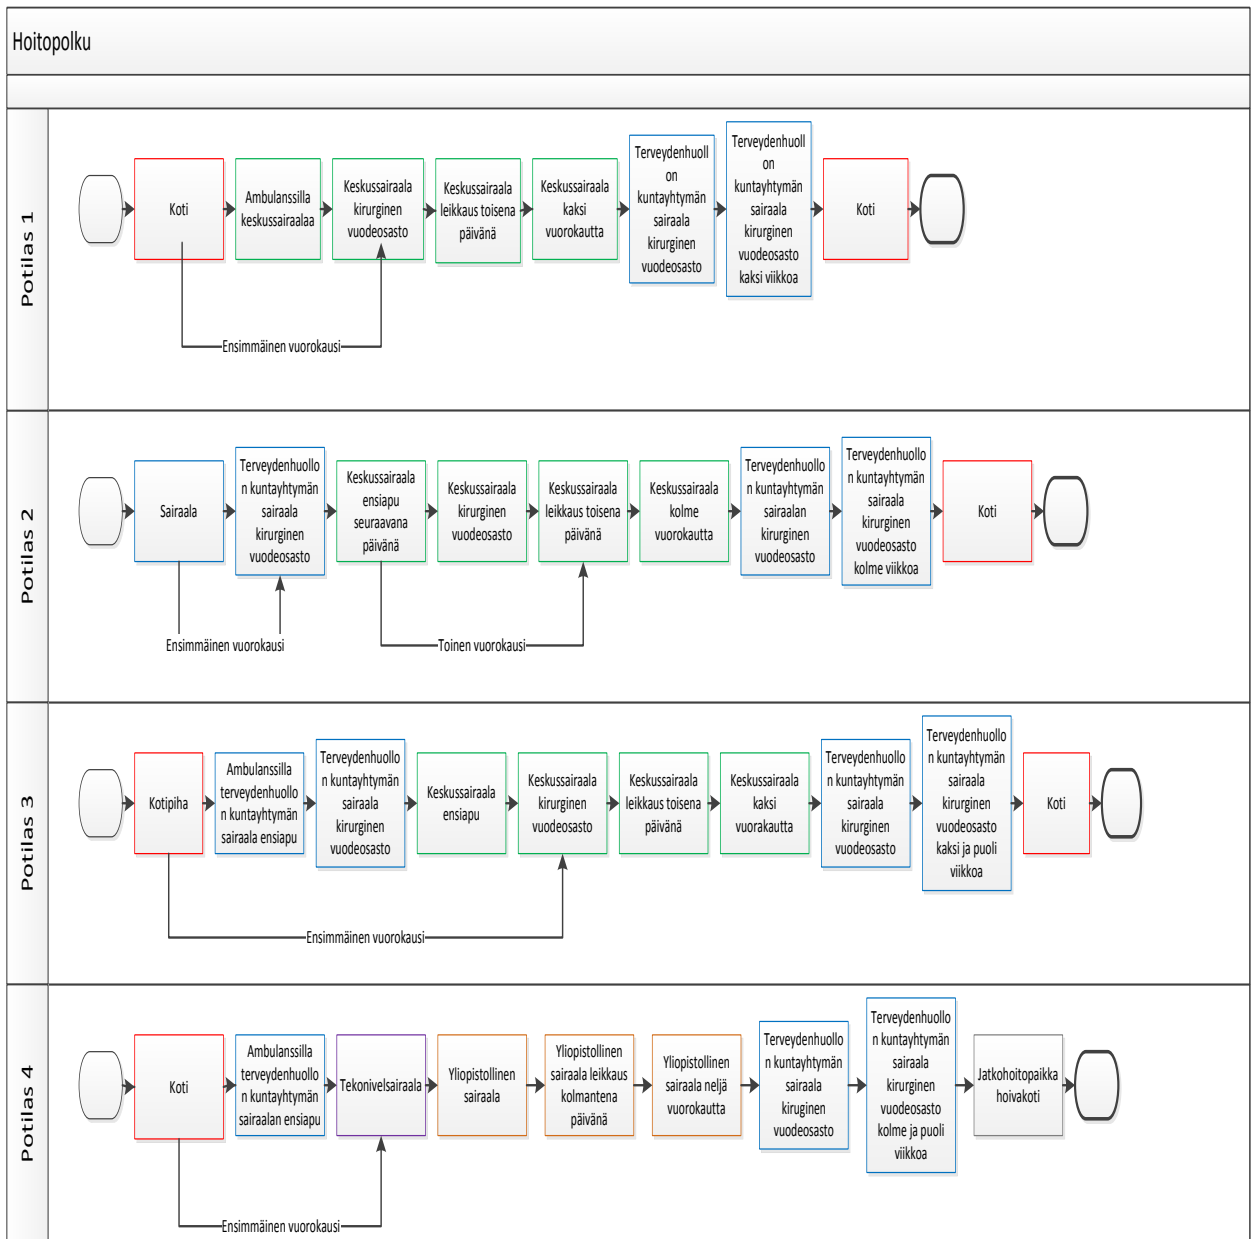 Hoitopolku
Potilas 1
Koti
Ambulanssilla
keskussairaalaa
Keskussairaala
kirurginen
vuodeosasto
Keskussairaala
leikkaus toisena
päivänä
Keskussairaala
kaksi
vuorokautta
Terveydenhuoll
on
kuntayhtymän
sairaala
kirurginen
vuodeosasto
Terveydenhuoll
on
kuntayhtymän
sairaala
kirurginen
vuodeosasto
kaksi viikkoa
Koti
Ensimmäinen vuorokausi
Potilas 2
Sairaala
Terveydenhuollo
n kuntayhtymän
sairaala
kirurginen
vuodeosasto
Keskussairaala
ensiapu
seuraavana
päivänä
Keskussairaala
kirurginen
vuodeosasto
Keskussairaala
leikkaus toisena
päivänä
Keskussairaala
kolme
vuorokautta
Terveydenhuollo
n kuntayhtymän
sairaalan
kirurginen
vuodeosasto
Terveydenhuollo
n kuntayhtymän
sairaala
kirurginen
vuodeosasto
kolme viikkoa
Koti
Ensimmäinen vuorokausi
Toinen vuorokausi
Potilas 3
Kotipiha
Ambulanssilla
terveydenhuollo
n kuntayhtymän
sairaala ensiapu
Terveydenhuollo
n kuntayhtymän
sairaala
kirurginen
vuodeosasto
Keskussairaala
ensiapu
Keskussairaala
kirurginen
vuodeosasto
Keskussairaala
leikkaus toisena
päivänä
Keskussairaala
kaksi
vuorakautta
Terveydenhuollo
n kuntayhtymän
sairaala
kirurginen
vuodeosasto
Terveydenhuollo
n kuntayhtymän
sairaala
kirurginen
vuodeosasto
kaksi ja puoli
viikkoa
Koti
Ensimmäinen vuorokausi
Potilas 4
Koti
Ambulanssilla
terveydenhuollo
n kuntayhtymän
sairaalan ensiapu
Tekonivelsairaala
Yliopistollinen
sairaala
Yliopistollinen
sairaala leikkaus
kolmantena
päivänä
Yliopistollinen
sairaala neljä
vuorokautta
Terveydenhuollo
n kuntayhtymän
sairaala
kiruginen
vuodeosasto
Terveydenhuollo
n kuntayhtymän
sairaala
kirurginen
vuodeosasto
kolme ja puoli
viikkoa
Jatkohoitopaikka
hoivakoti
Ensimmäinen vuorokausi